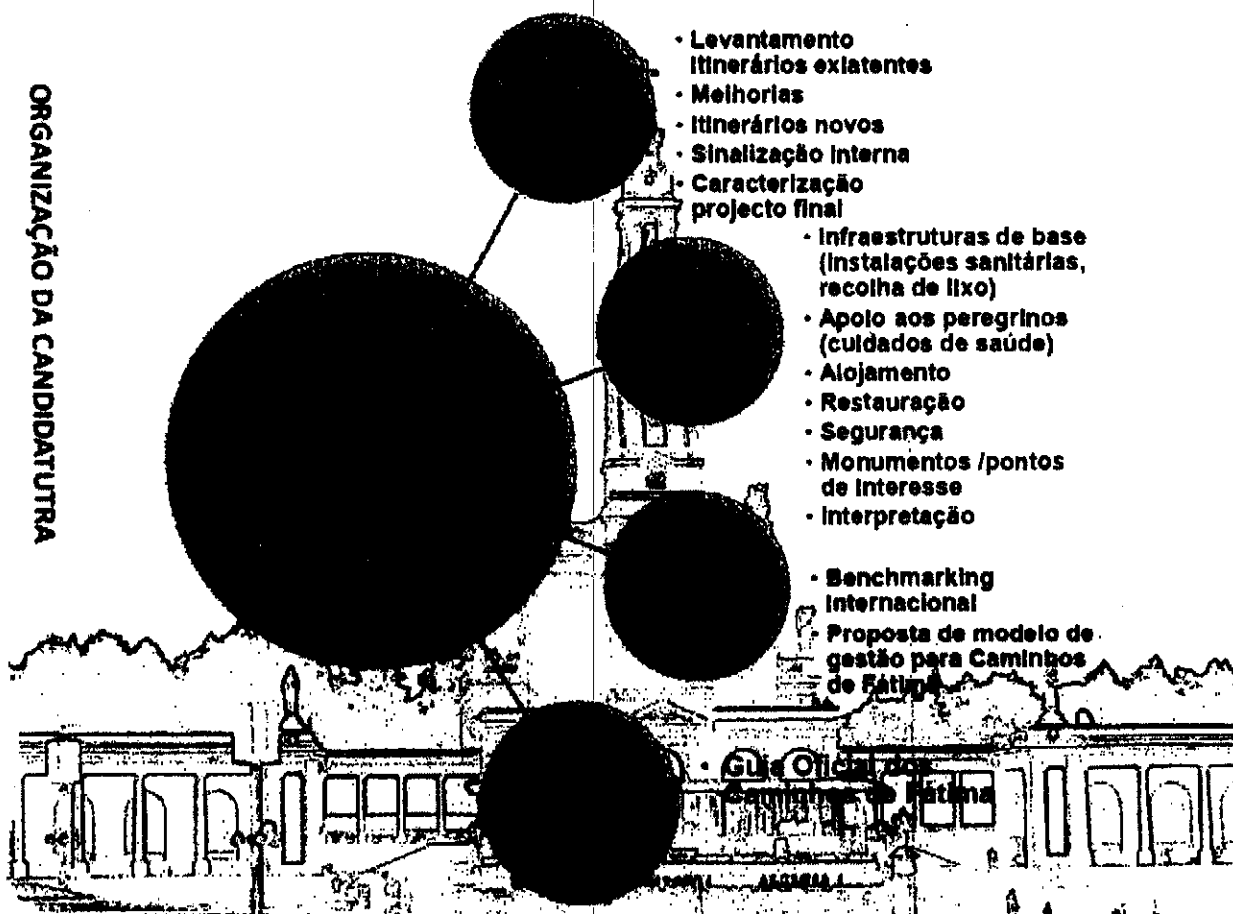 ORGANIZAÇÃO DA CANDIDATUTRA
· Levantamento
itinerários existentes
· Melhorias
· Itinerários novos
· Sinalização interna
· Caracterização
projecto final
· Infraestruturas de base
(instalações sanitárias,
recolha de lixo)
· Apoio aos peregrinos
(cuidados de saúde)
· Alojamento
· Restauração
· Segurança
· Monumentos /pontos
de interesse
· Interpretação
· Benchmarking
internacional
· Proposta de modelo de
gestão para Caminhos
de Fátima
· Guia Oficial dos
Caminhos de Fátima